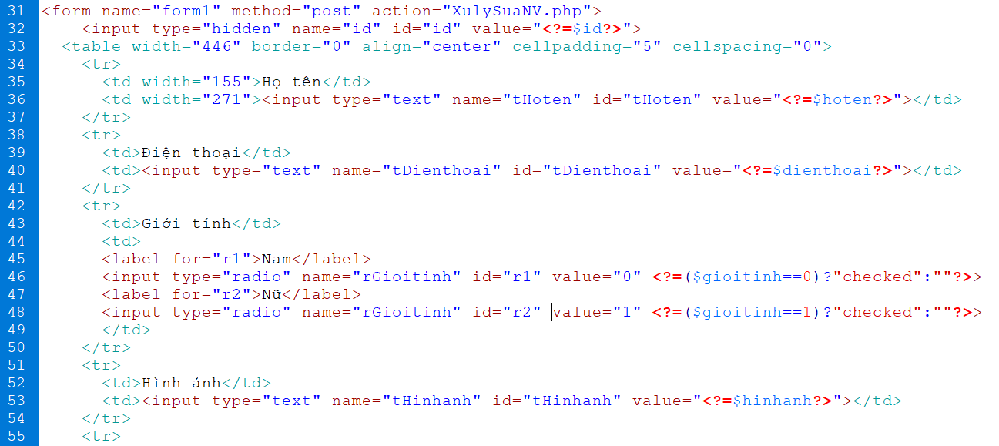 31 <form name="form1" method="post" action="XulySuaNV.php">
32     <input type="hidden" name="id" id="id" value="<?=$id?>">
33   <table width="446" border="0" align="center" cellpadding="5" cellspacing="0">
34     <tr>
35       <td width="155">Họ tên</td>
36       <td width="271"><input type="text" name="tHoten" id="tHoten" value="<?=$hoten?>"></td>
37     </tr>
38     <tr>
39       <td>Điện thoại</td>
40       <td><input type="text" name="tDienthoai" id="tDienthoai" value="<?=$dienthoai?>"></td>
41     </tr>
42     <tr>
43       <td>Giới tính</td>
44       <td>
45       <label for="r1">Nam</label>
46       <input type="radio" name="rGioitinh" id="r1" value="0" <?=($gioitinh==0)?"checked":""?>>
47       <label for="r2">Nữ</label>
48       <input type="radio" name="rGioitinh" id="r2" value="1" <?=($gioitinh==1)?"checked":""?>>
49       </td>
50     </tr>
51     <tr>
52       <td>Hình ảnh</td>
53       <td><input type="text" name="tHinhanh" id="tHinhanh" value="<?=$hinhanh?>"></td>
54     </tr>
55     <tr>